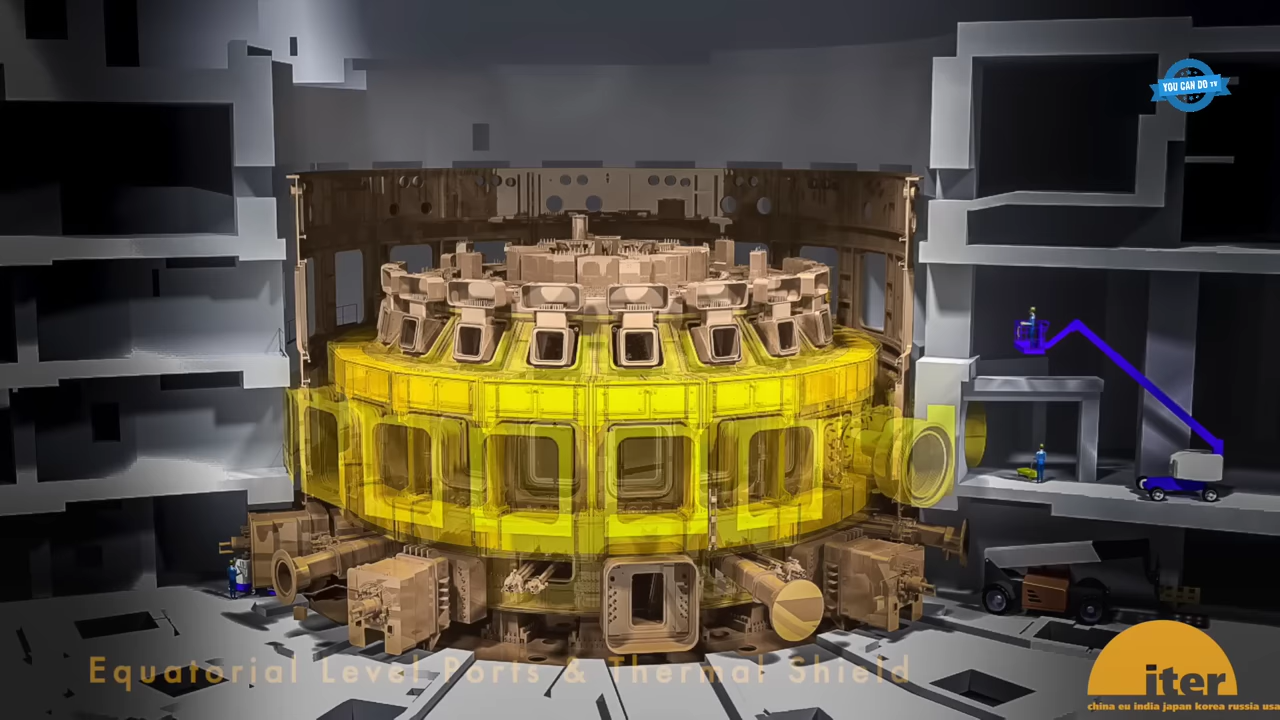 YOU CAN DO TV
Equatorial Level Ports & Thermal Shield
iter
china eu india japan korea russia usa